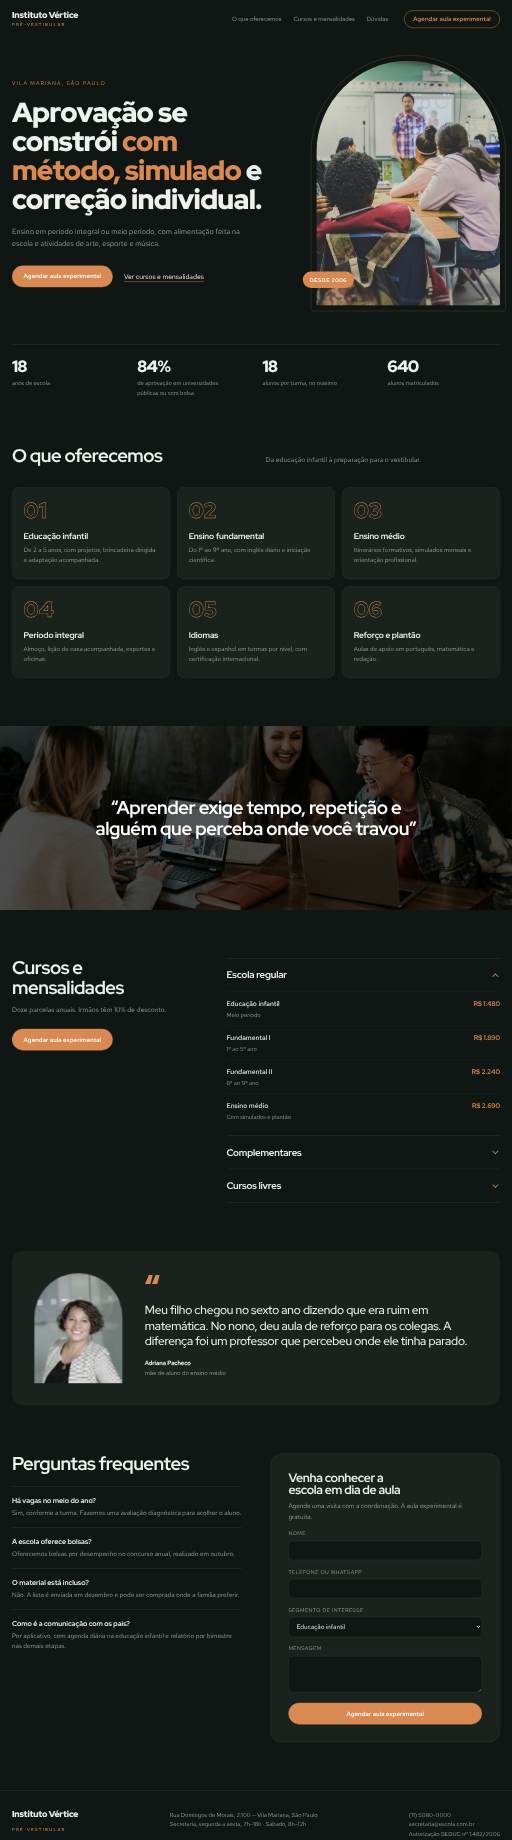 Instituto Vértice
PRÉ-VESTIBULAR
O que oferecemos
Cursos e mensalidades
Dúvidas
Agendar aula experimental
VILA MARIANA, SÃO PAULO
Aprovação se
constrói com
método, simulado e
correção individual.
Ensino em período integral ou meio período, com alimentação feita na
escola e atividades de arte, esporte e música.
Agendar aula experimental
Ver cursos e mensalidades
DESDE 2006
18
anos de escola
84%
de aprovação em universidades
públicas ou com bolsa
18
alunos por turma, no máximo
640
alunos matriculados
O que oferecemos
Da educação infantil à preparação para o vestibular.
01
Educação infantil
De 2 a 5 anos, com projetos, brincadeira dirigida
e adaptação acompanhada.
02
Ensino fundamental
Do 1º ao 9º ano, com inglês diário e iniciação
científica.
03
Ensino médio
Itinerários formativos, simulados mensais e
orientação profissional.
04
Período integral
Almoço, lição de casa acompanhada, esportes e
oficinas.
05
Idiomas
Inglês e espanhol em turmas por nível, com
certificação internacional.
06
Reforço e plantão
Aulas de apoio em português, matemática e
redação.
“Aprender exige tempo, repetição e
alguém que perceba onde você travou”
Cursos e
mensalidades
Doze parcelas anuais. Irmãos têm 10% de desconto.
Agendar aula experimental
Escola regular
Educação infantil
R$ 1.480
Meio período
Fundamental I
R$ 1.890
1º ao 5º ano
Fundamental II
R$ 2.240
6º ao 9º ano
Ensino médio
R$ 2.690
Com simulados e plantão
Complementares
Cursos livres
“
Meu filho chegou no sexto ano dizendo que era ruim em
matemática. No nono, deu aula de reforço para os colegas. A
diferença foi um professor que percebeu onde ele tinha parado.
Adriana Pacheco
mãe de aluno do ensino médio
Perguntas frequentes
Há vagas no meio do ano?
Sim, conforme a turma. Fazemos uma avaliação diagnóstica para acolher o aluno.
A escola oferece bolsas?
Oferecemos bolsas por desempenho no concurso anual, realizado em outubro.
O material está incluso?
Não. A lista é enviada em dezembro e pode ser comprada onde a família preferir.
Como é a comunicação com os pais?
Por aplicativo, com agenda diária na educação infantil e relatório por bimestre
nas demais etapas.
Venha conhecer a
escola em dia de aula
Agende uma visita com a coordenação. A aula experimental é
gratuita.
NOME
TELEFONE OU WHATSAPP
SEGMENTO DE INTERESSE
Educação infantil
MENSAGEM
Agendar aula experimental
Instituto Vértice
PRÉ-VESTIBULAR
Rua Domingos de Morais, 2300 — Vila Mariana, São Paulo
Secretaria, segunda a sexta, 7h–18h · Sábado, 8h–12h
(11) 5080-0000
secretaria@escola.com.br
Autorização SEDUC nº 1.482/2006